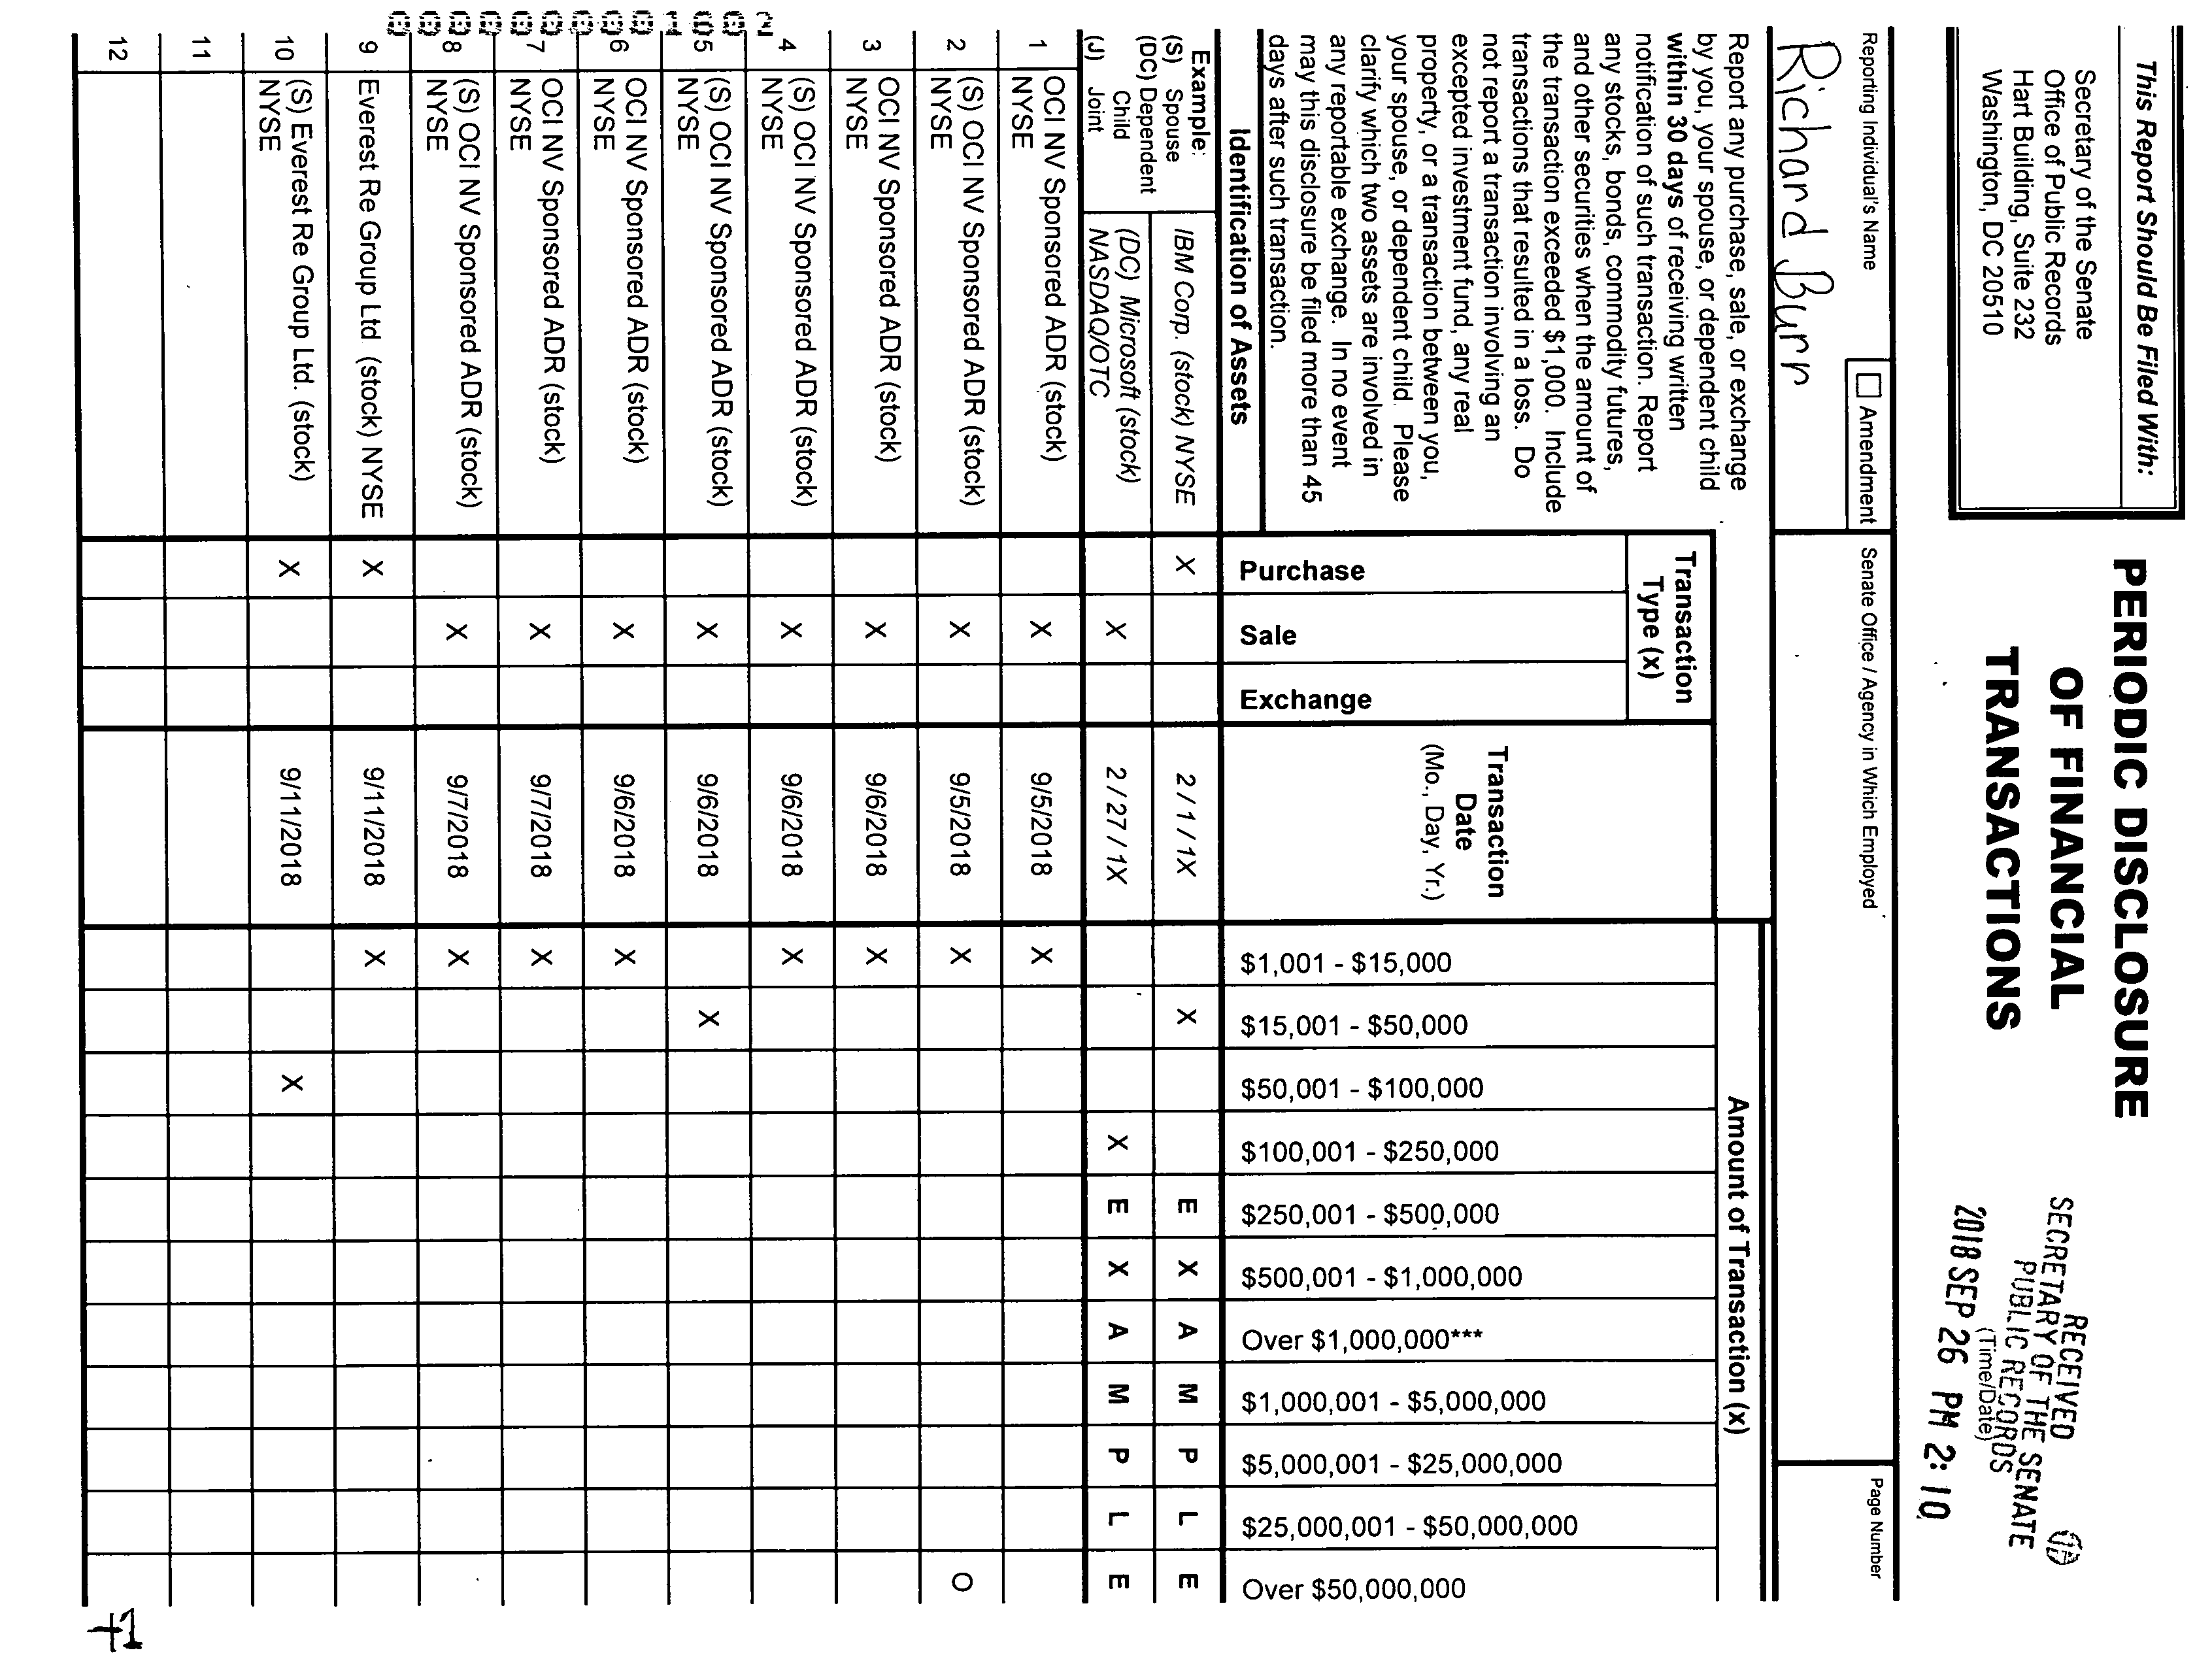 This Report Should Be Filed With:
Secretary of the Senate
Office of Public Records
Hart Building, Suite 232
Washington, DC 20510
PERIODIC DISCLOSURE
OF FINANCIAL
TRANSACTIONS
RECEIVED
SECRETARY OF THE SENATE
PUBLIC RECORDS
(Time/Date)
2018 SEP 26 PM 2:10
Reporting Individual's Name
Richard Burr
☐ Amendment
Senate Office / Agency in Which Employed
Page Number
Report any purchase, sale, or exchange
by you, your spouse, or dependent child
within 30 days of receiving written
notification of such transaction. Report
any stocks, bonds, commodity futures,
and other securities when the amount of
the transaction exceeded $1,000. Include
transactions that resulted in a loss. Do
not report a transaction involving an
excepted investment fund, any real
property, or a transaction between you,
your spouse, or dependent child. Please
clarify which two assets are involved in
any reportable exchange. In no event
may this disclosure be filed more than 45
days after such transaction.
Identification of Assets
Transaction
Type (x)
Purchase
Sale
Exchange
Transaction
Date
(Mo., Day, Yr.)
Amount of Transaction (x)
$1,001 - $15,000
$15,001 - $50,000
$50,001 - $100,000
$100,001 - $250,000
$250,001 - $500,000
$500,001 - $1,000,000
Over $1,000,000***
$1,000,001 - $5,000,000
$5,000,001 - $25,000,000
$25,000,001 - $50,000,000
Over $50,000,000
Example:
(S) Spouse
(DC) Dependent
Child
(J) Joint
IBM Corp. (stock) NYSE X 2 / 1 / 1X X E X A M P L E
(DC) Microsoft (stock)
NASDAQ/OTC X 2 / 27 / 1X X E X A M P L E
1 OCI NV Sponsored ADR (stock)
NYSE X 9/5/2018 X
2 (S) OCI NV Sponsored ADR (stock)
NYSE X 9/5/2018 X O
3 OCI NV Sponsored ADR (stock)
NYSE X 9/6/2018 X
4 (S) OCI NV Sponsored ADR (stock)
NYSE X 9/6/2018 X
5 (S) OCI NV Sponsored ADR (stock)
NYSE X 9/6/2018 X
6 OCI NV Sponsored ADR (stock)
NYSE X 9/6/2018 X
7 OCI NV Sponsored ADR (stock)
NYSE X 9/7/2018 X
8 (S) OCI NV Sponsored ADR (stock)
NYSE X 9/7/2018 X
9 Everest Re Group Ltd (stock) NYSE X 9/11/2018 X
10 (S) Everest Re Group Ltd. (stock)
NYSE X 9/11/2018 X
11
12
+1